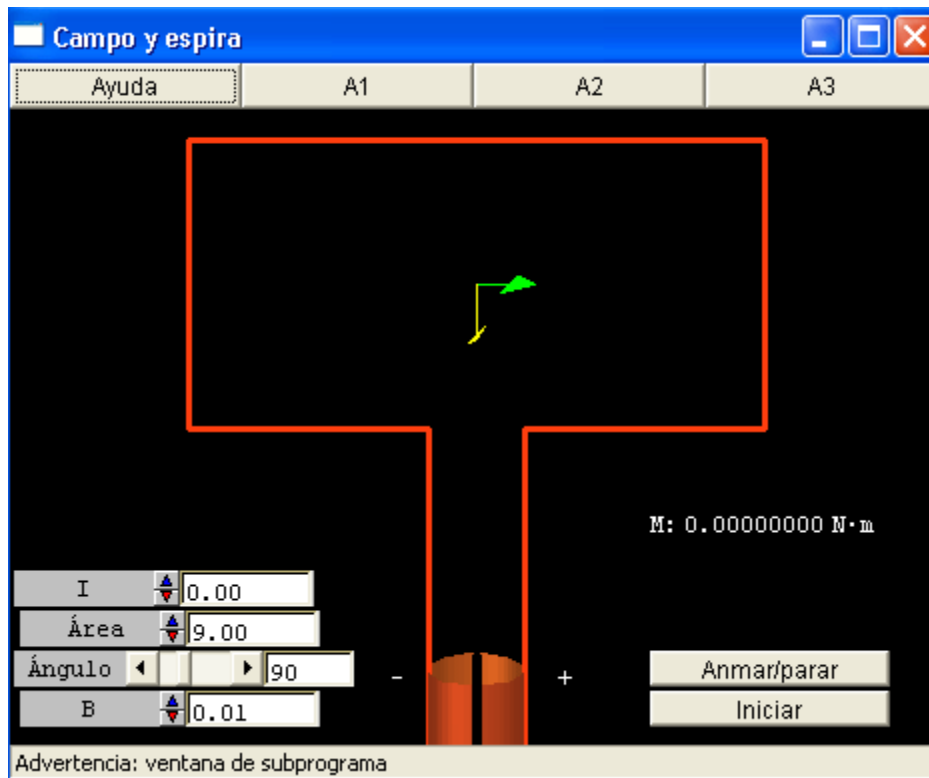 Campo y espira
Ayuda A1 A2 A3
M: 0.00000000 N·m
I 0.00
Área 9.00
Ángulo 90 - + Anmar/parar
B 0.01 Iniciar
Advertencia: ventana de subprograma